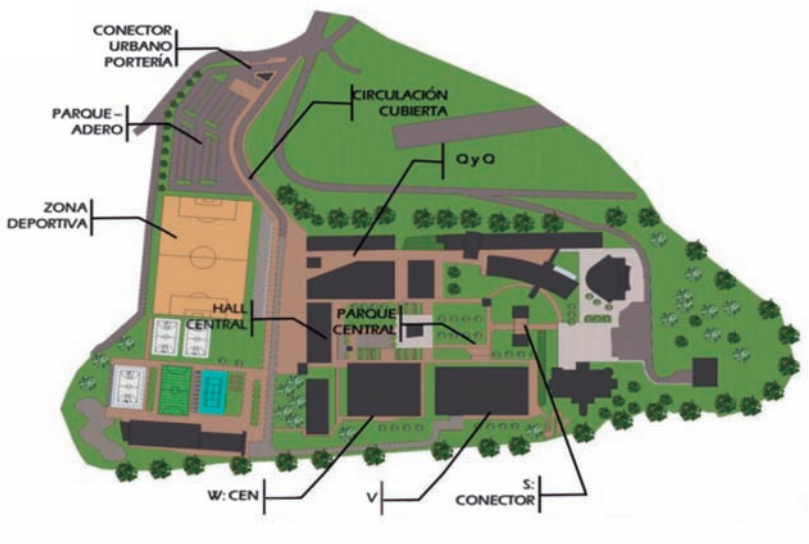 CONECTOR
URBANO
PORTERÍA
CIRCULACIÓN
CUBIERTA
PARQUE-
ADERO
Q y Q
ZONA
DEPORTIVA
HALL
CENTRAL
PARQUE
CENTRAL
W: CEN
V
S:
CONECTOR